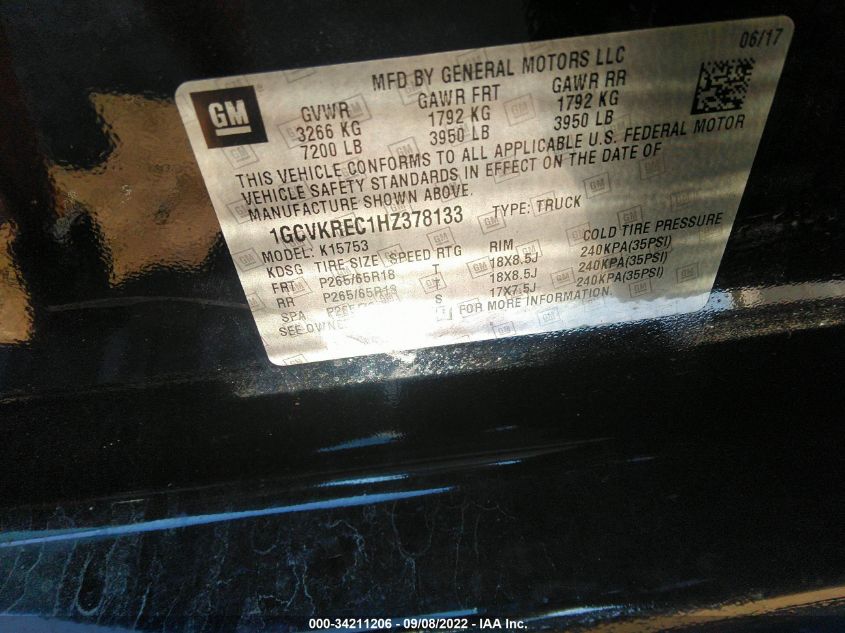 06/17
MFD BY GENERAL MOTORS LLC
GM
GVWR GAWR FRT GAWR RR
3266 KG 1792 KG 1792 KG
7200 LB 3950 LB 3950 LB
THIS VEHICLE CONFORMS TO ALL APPLICABLE U.S. FEDERAL MOTOR
VEHICLE SAFETY STANDARDS IN EFFECT ON THE DATE OF
MANUFACTURE SHOWN ABOVE.
1GCVKREC1HZ378133 TYPE: TRUCK
MODEL: K15753
KDSG TIRE SIZE SPEED RTG RIM COLD TIRE PRESSURE
FRT P265/65R18 T 18X8.5J 240KPA(35PSI)
RR P265/65R18 T 18X8.5J 240KPA(35PSI)
SPA S 17X7.5J 240KPA(35PSI)
SEE OWNE FOR MORE INFORMATION.
000-34211206 - 09/08/2022 - IAA Inc.